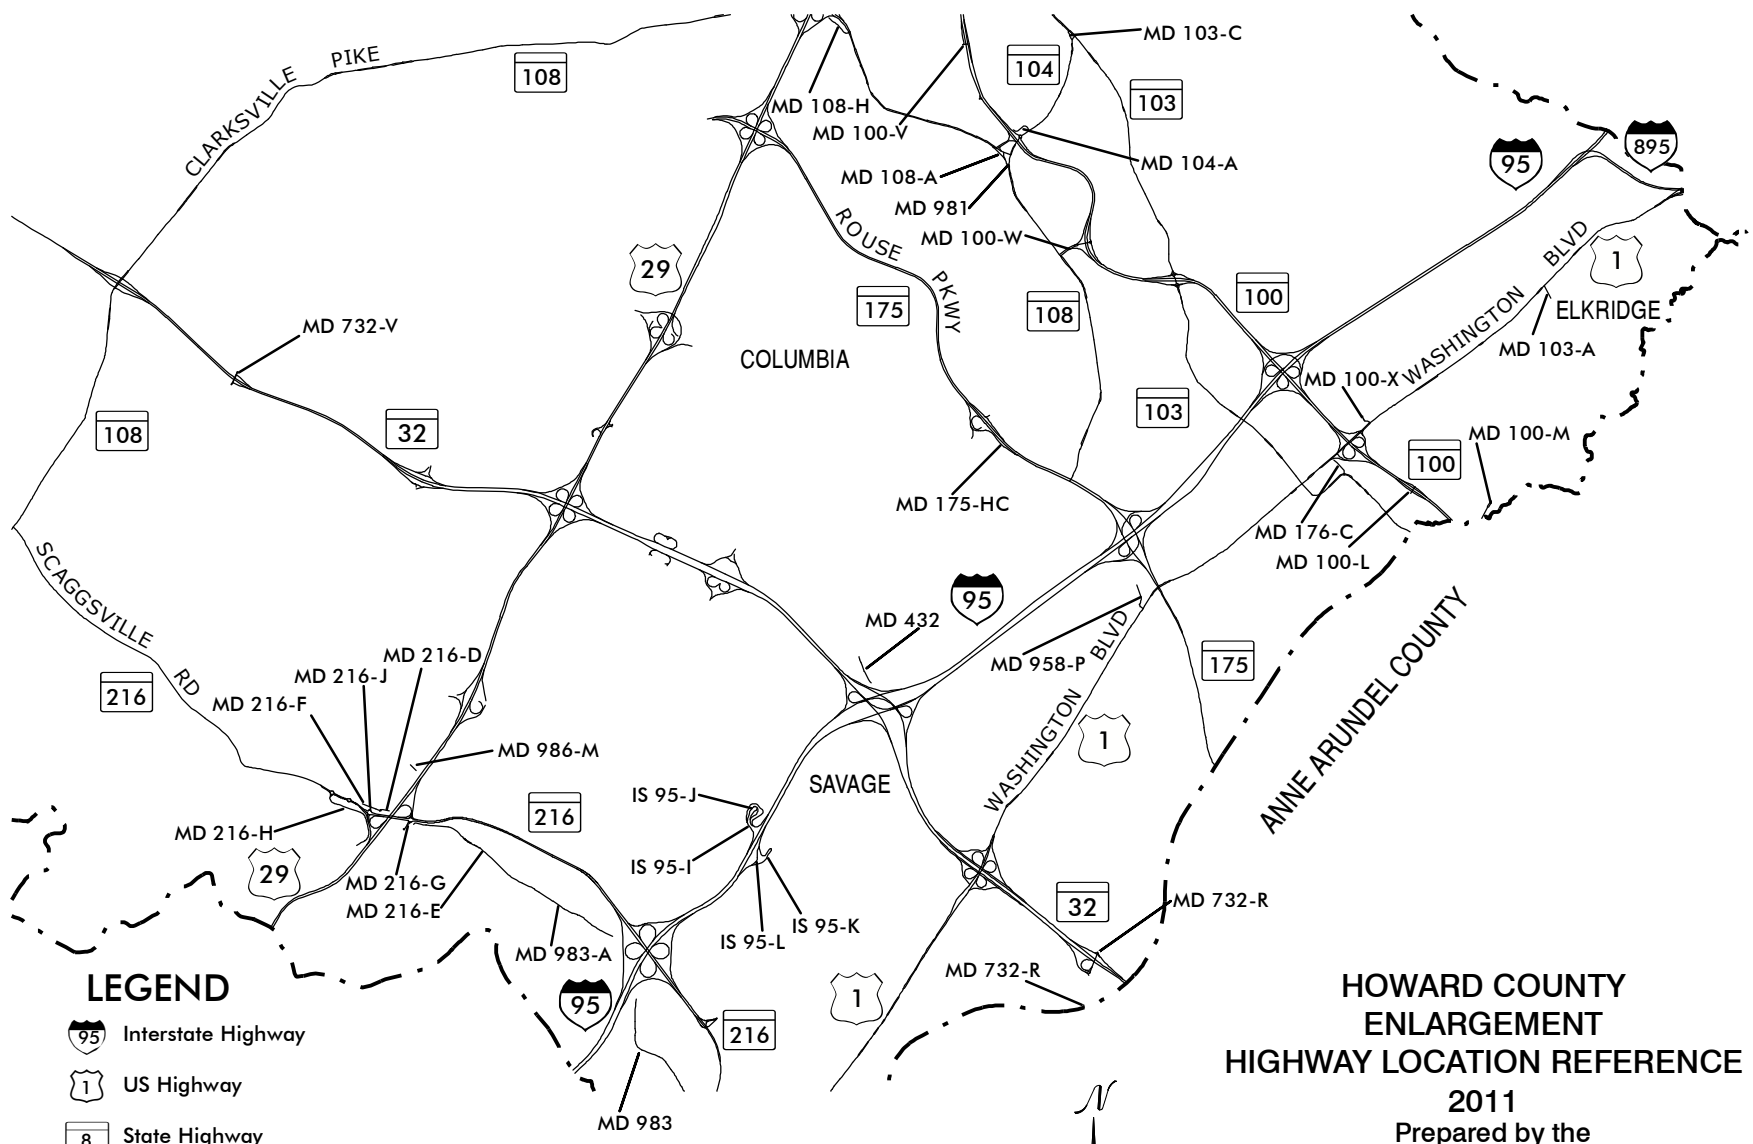 MD 103-C
PIKE
108
104
103
CLARKSVILLE
MD 108-H
MD 100-V
895
95
MD 104-A
MD 108-A
MD 981
ROUSE
MD 100-W
BLVD
29
1
PKWY
175
100
108
ELKRIDGE
MD 732-V
WASHINGTON
MD 103-A
COLUMBIA
MD 100-X
103
108
32
MD 100-M
100
MD 175-HC
MD 176-C
MD 100-L
SCAGGSVILLE
95
MD 432
BLVD
ANNE ARUNDEL COUNTY
MD 958-P
175
MD 216-D
MD 216-J
RD
216
MD 216-F
WASHINGTON
1
MD 986-M
SAVAGE
IS 95-J
216
MD 216-H
IS 95-I
29
MD 216-G
MD 216-E
32
MD 732-R
IS 95-K
IS 95-L
MD 983-A
MD 732-R
1
95
216
MD 983
LEGEND
95 Interstate Highway
1 US Highway
8 State Highway
N
HOWARD COUNTY
ENLARGEMENT
HIGHWAY LOCATION REFERENCE
2011
Prepared by the